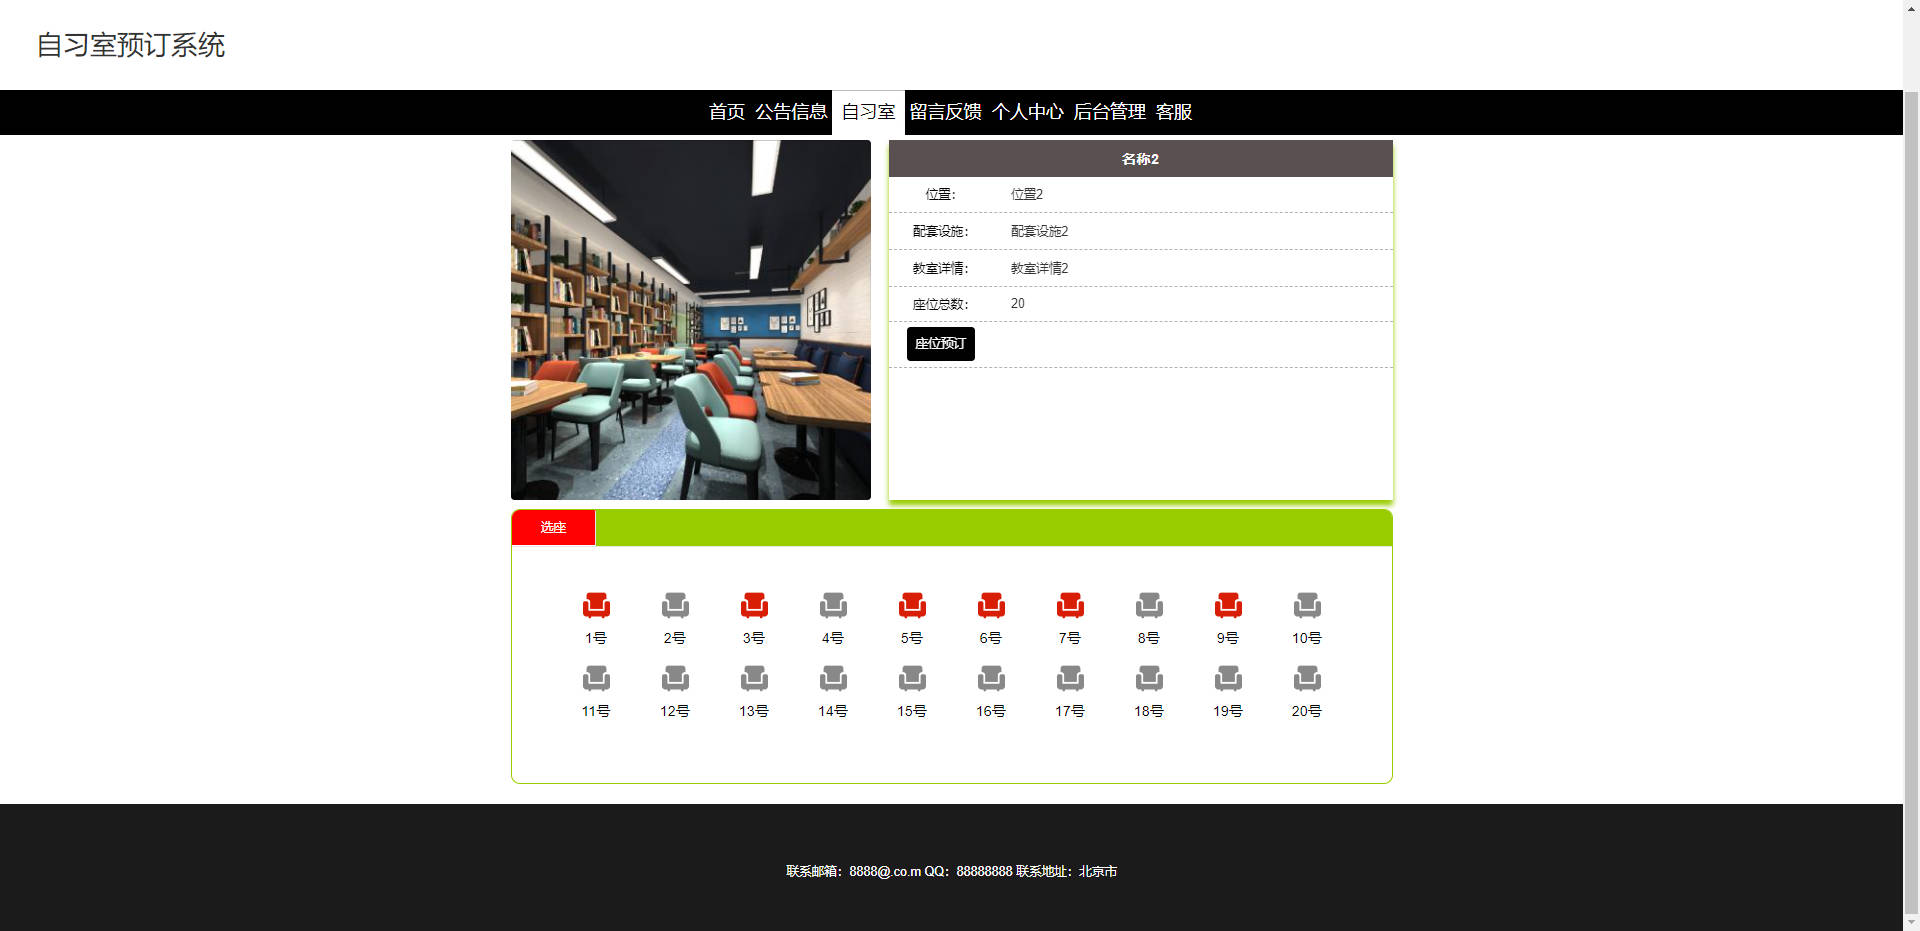 自习室预订系统
首页 公告信息 自习室 留言反馈 个人中心 后台管理 客服
名称2
位置： 位置2
配套设施： 配套设施2
教室详情： 教室详情2
座位总数： 20
座位预订
选座
1号 2号 3号 4号 5号 6号 7号 8号 9号 10号
11号 12号 13号 14号 15号 16号 17号 18号 19号 20号
联系邮箱：8888@.co.m QQ：88888888 联系地址：北京市